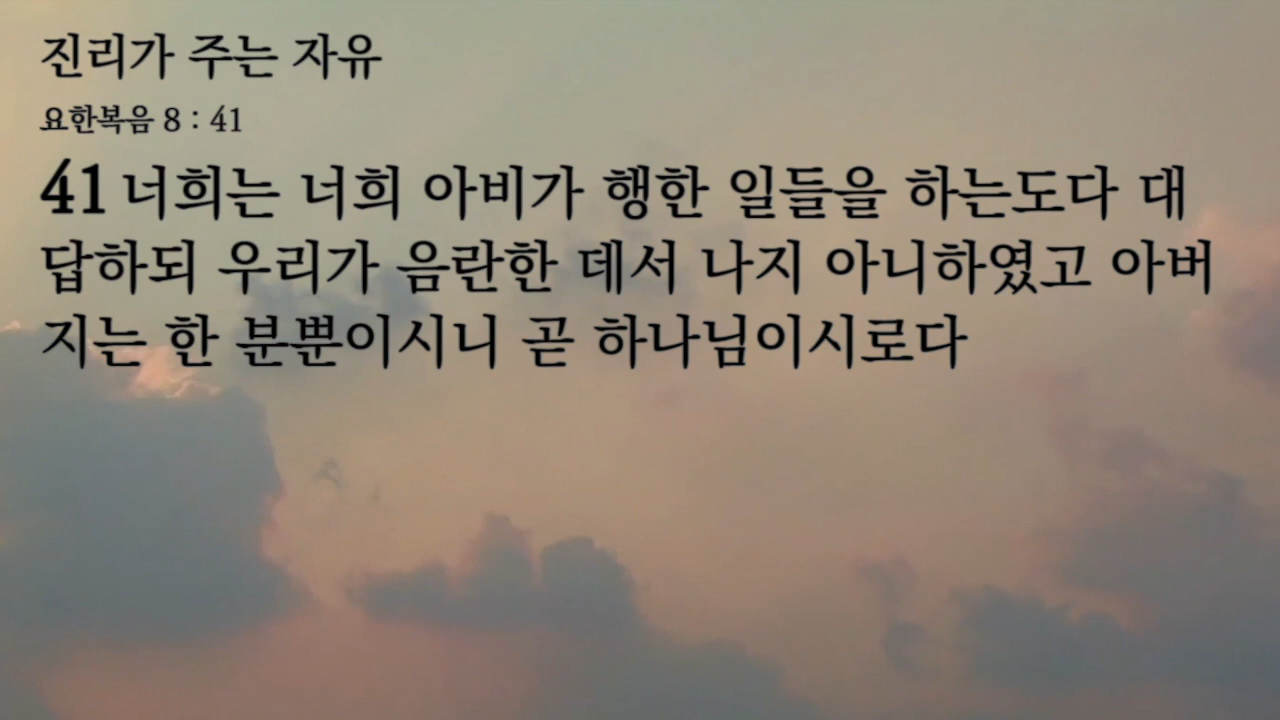 진리가 주는 자유
요한복음 8 : 41
41 너희는 너희 아비가 행한 일들을 하는도다 대
답하되 우리가 음란한 데서 나지 아니하였고 아버
지는 한 분뿐이시니 곧 하나님이시로다